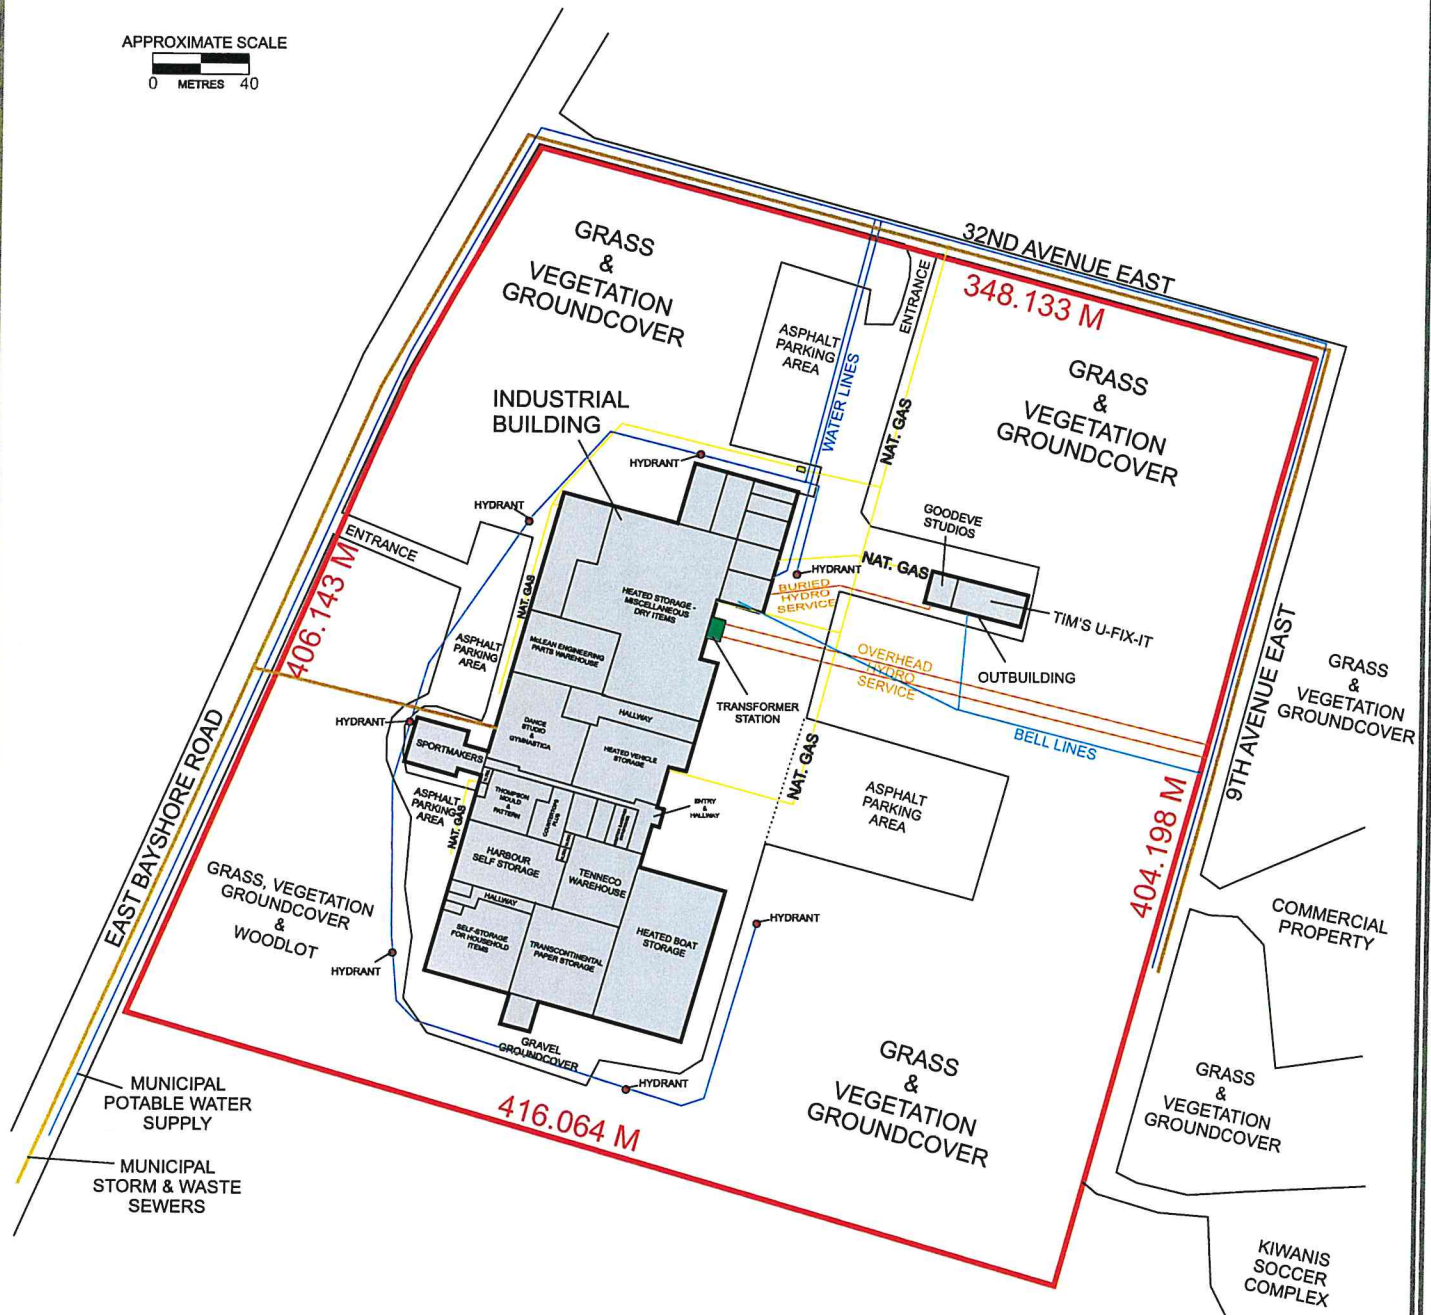 APPROXIMATE SCALE
0 METRES 40
32ND AVENUE EAST
348.133 M
GRASS
&
VEGETATION
GROUNDCOVER
ENTRANCE
ASPHALT
PARKING
AREA
WATER LINES
GRASS
&
VEGETATION
GROUNDCOVER
INDUSTRIAL
BUILDING
NAT. GAS
HYDRANT
HYDRANT
GOODEVE
STUDIOS
ENTRANCE
406.143 M
NAT. GAS
NAT. GAS
HYDRANT
BURIED
HYDRO
SERVICE
HEATED STORAGE -
MISCELLANEOUS
DRY ITEMS
TIM'S U-FIX-IT
ASPHALT
PARKING
AREA
McLEAN ENGINEERING
PARTS WAREHOUSE
OVERHEAD
HYDRO
SERVICE
OUTBUILDING
9TH AVENUE EAST
GRASS
&
VEGETATION
GROUNDCOVER
TRANSFORMER
STATION
HYDRANT
DANCE
STUDIO
&
GYMNASTICA
HALLWAY
BELL LINES
SPORTMAKERS
HEATED VEHICLE
STORAGE
NAT. GAS
EAST BAYSHORE ROAD
ASPHALT
PARKING
AREA
NAT. GAS
THOMPSON
MOULD
&
PATTERN
COUNTERTOPS
PLUS
ENTRY
&
HALLWAY
ASPHALT
PARKING
AREA
404.198 M
HARBOUR
SELF STORAGE
TENNECO
WAREHOUSE
GRASS, VEGETATION
GROUNDCOVER
&
WOODLOT
HALLWAY
COMMERCIAL
PROPERTY
HYDRANT
SELF-STORAGE
FOR HOUSEHOLD
ITEMS
TRANSCONTINENTAL
PAPER STORAGE
HEATED BOAT
STORAGE
HYDRANT
GRAVEL
GROUNDCOVER
HYDRANT
416.064 M
GRASS
&
VEGETATION
GROUNDCOVER
GRASS
&
VEGETATION
GROUNDCOVER
MUNICIPAL
POTABLE WATER
SUPPLY
MUNICIPAL
STORM & WASTE
SEWERS
KIWANIS
SOCCER
COMPLEX